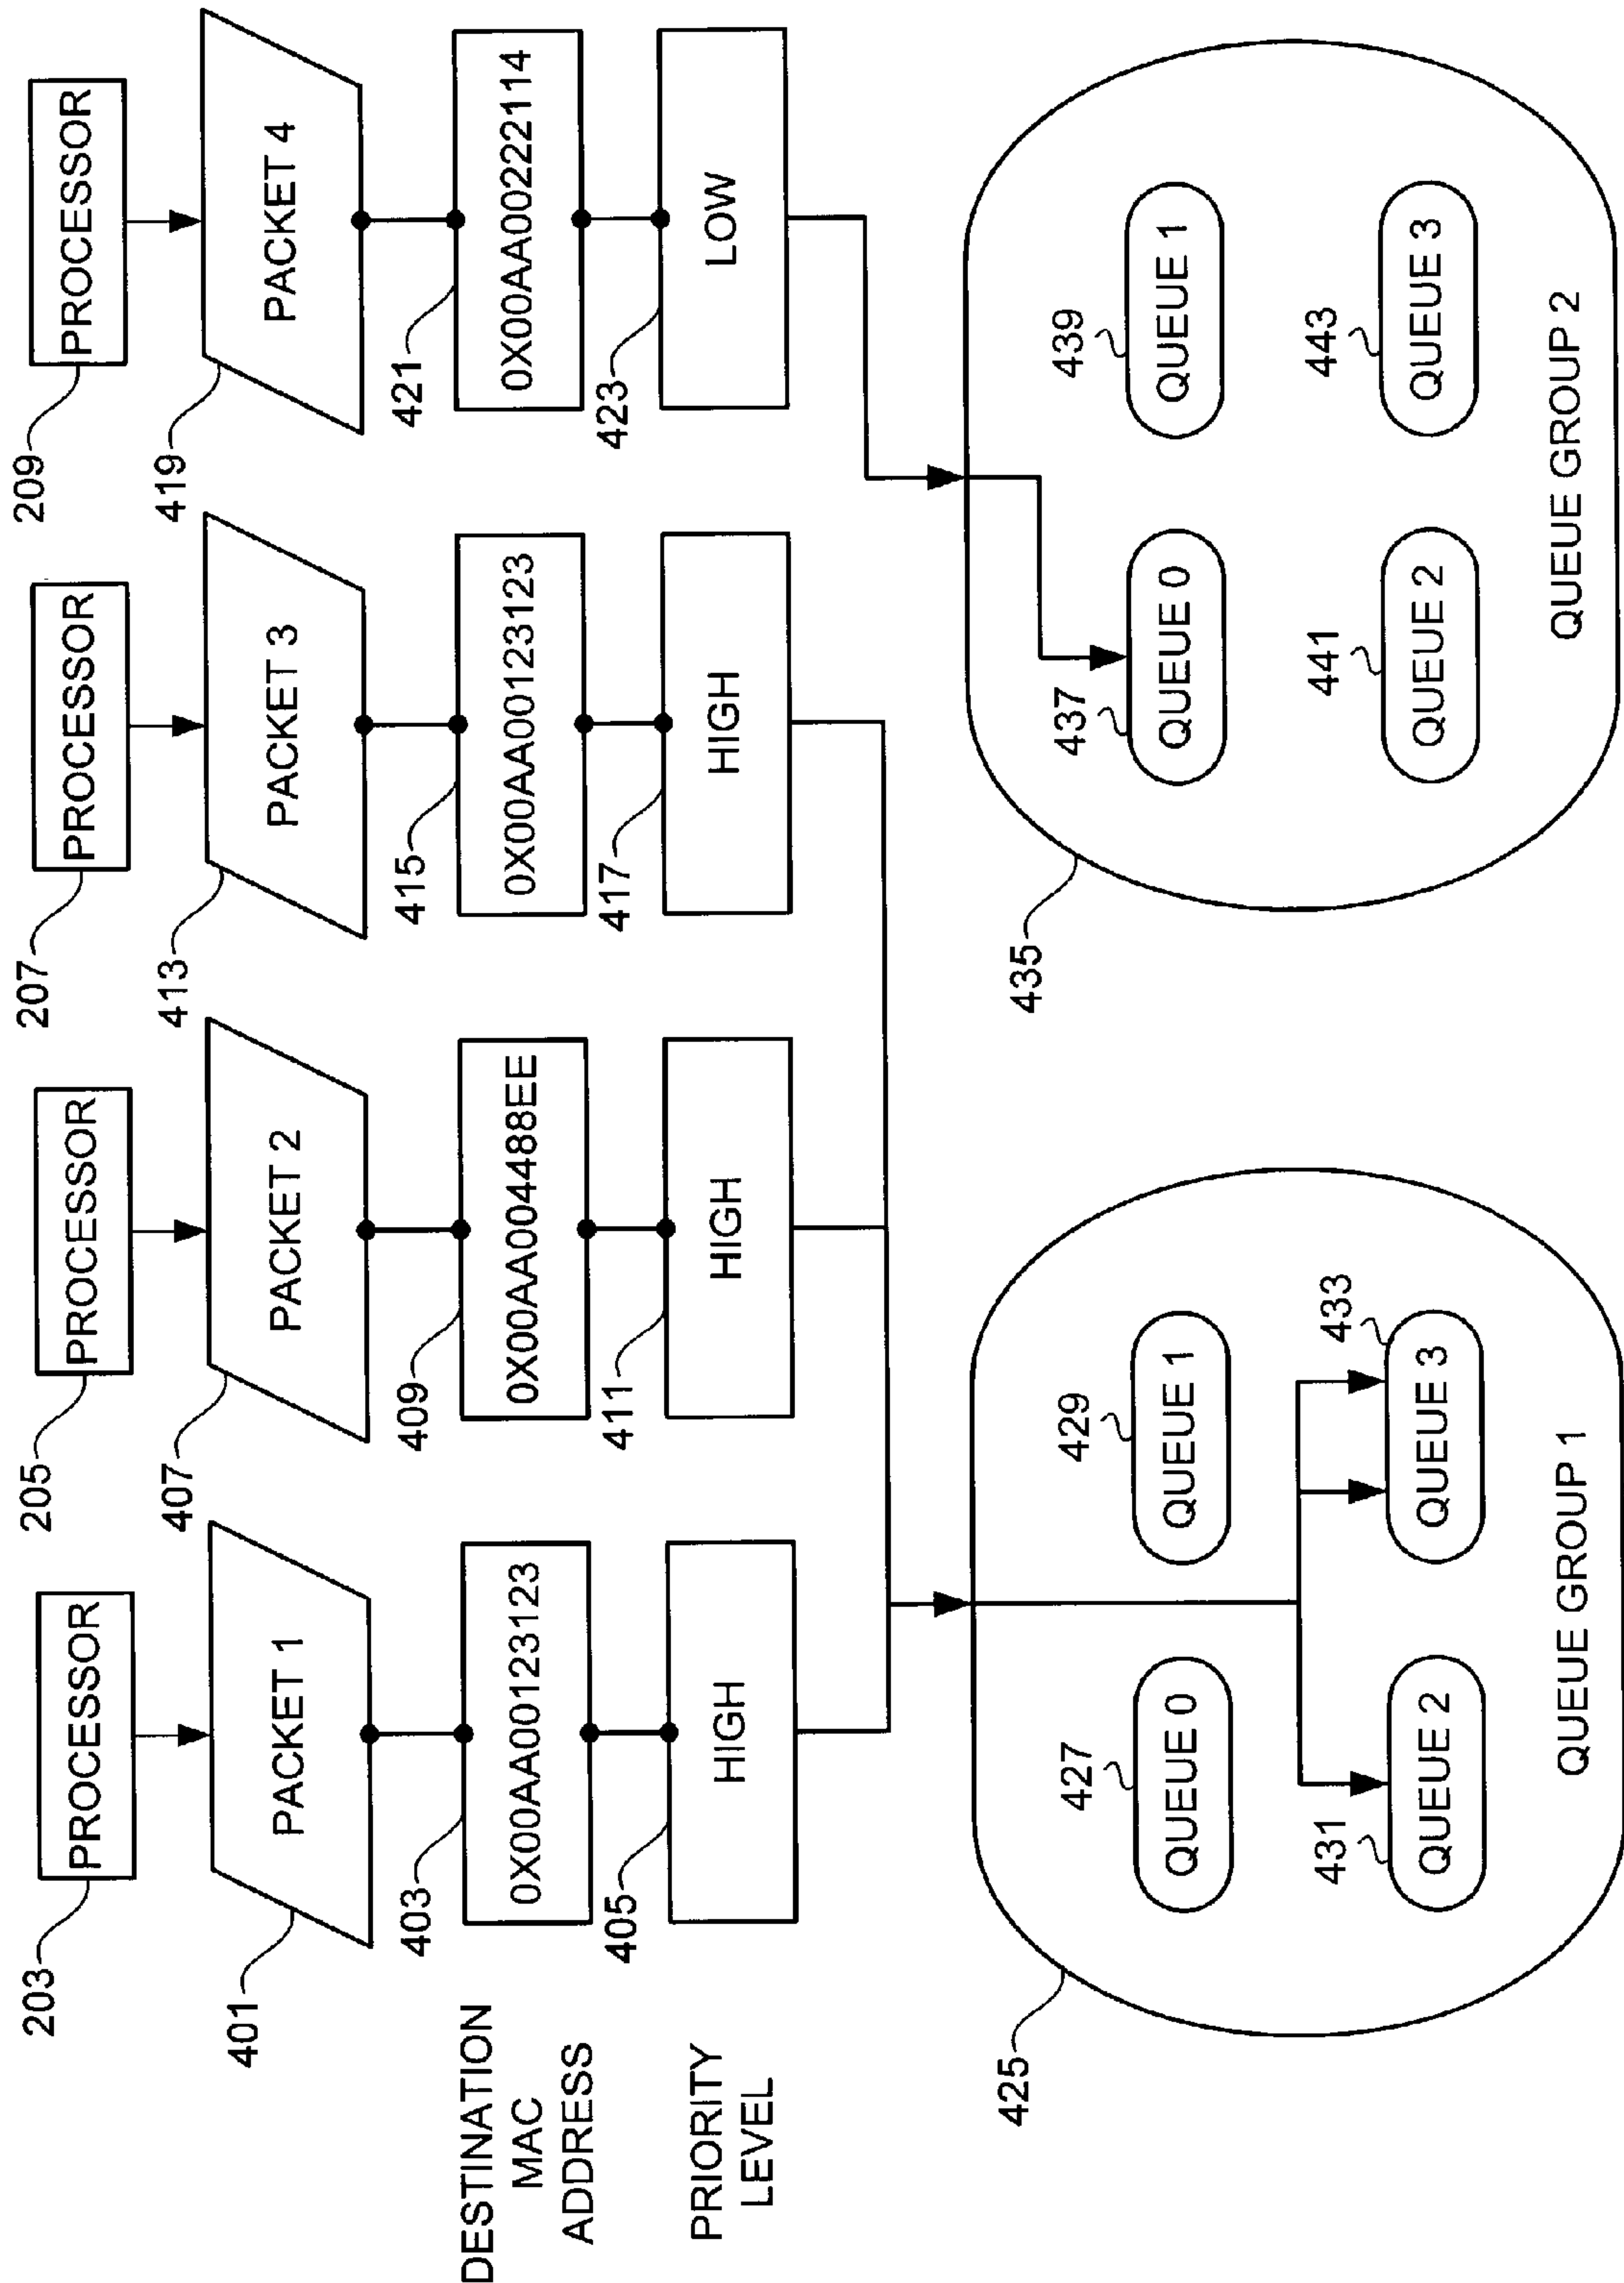 203
PROCESSOR
205
PROCESSOR
207
PROCESSOR
209
PROCESSOR
401
PACKET 1
407
PACKET 2
413
PACKET 3
419
PACKET 4
DESTINATION
MAC
ADDRESS
403
0X00AA00123123
409
0X00AA004488EE
415
0X00AA00123123
421
0X00AA00222114
PRIORITY
LEVEL
405
HIGH
411
HIGH
417
HIGH
423
LOW
425
427
QUEUE 0
429
QUEUE 1
431
QUEUE 2
433
QUEUE 3
QUEUE GROUP 1
435
437
QUEUE 0
439
QUEUE 1
441
QUEUE 2
443
QUEUE 3
QUEUE GROUP 2